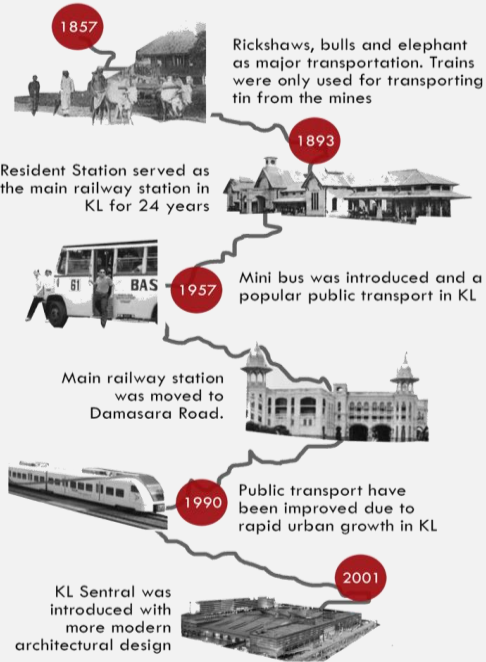 1857
Rickshaws, bulls and elephant
as major transportation. Trains
were only used for transporting
tin from the mines
1893
Resident Station served as
the main railway station in
KL for 24 years
61 BAS
1957
Mini bus was introduced and a
popular public transport in KL
Main railway station
was moved to
Damasara Road.
1990
Public transport have
been improved due to
rapid urban growth in KL
2001
KL Sentral was
introduced with
more modern
architectural design